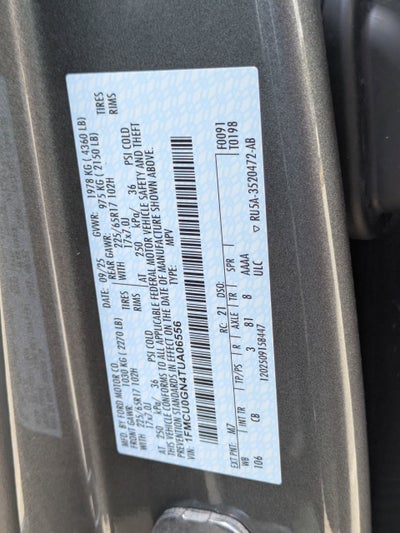 MFD. BY FORD MOTOR CO.
DATE: 09/25 GVWR: 1978 KG ( 4360 LB)
FRONT GAWR: 1030 KG ( 2270 LB) REAR GAWR: 975 KG ( 2150 LB)
WITH 225/65R17 102H TIRES WITH 225/65R17 102H TIRES
17x7.0J RIMS 17x7.0J RIMS
AT 250 kPa/ 36 PSI COLD AT 250 kPa/ 36 PSI COLD
THIS VEHICLE CONFORMS TO ALL APPLICABLE FEDERAL MOTOR VEHICLE SAFETY AND THEFT
PREVENTION STANDARDS IN EFFECT ON THE DATE OF MANUFACTURE SHOWN ABOVE.
VIN: 1FMCU0GN4TUA06556 TYPE: MPV
F0091
T0198
EXT PNT: M7 RC: 21 DSO:
WB INT TR TP/PS R AXLE TR SPR
106 CB 3 81 8 AAAA
ULC
120250915B447
▽ RU5A-3520472-AB